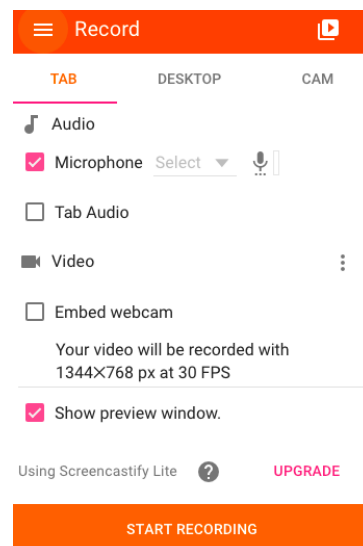 Record
TAB DESKTOP CAM
Audio
Microphone Select
Tab Audio
Video
Embed webcam
Your video will be recorded with
1344✕768 px at 30 FPS
Show preview window.
Using Screencastify Lite ? UPGRADE
START RECORDING